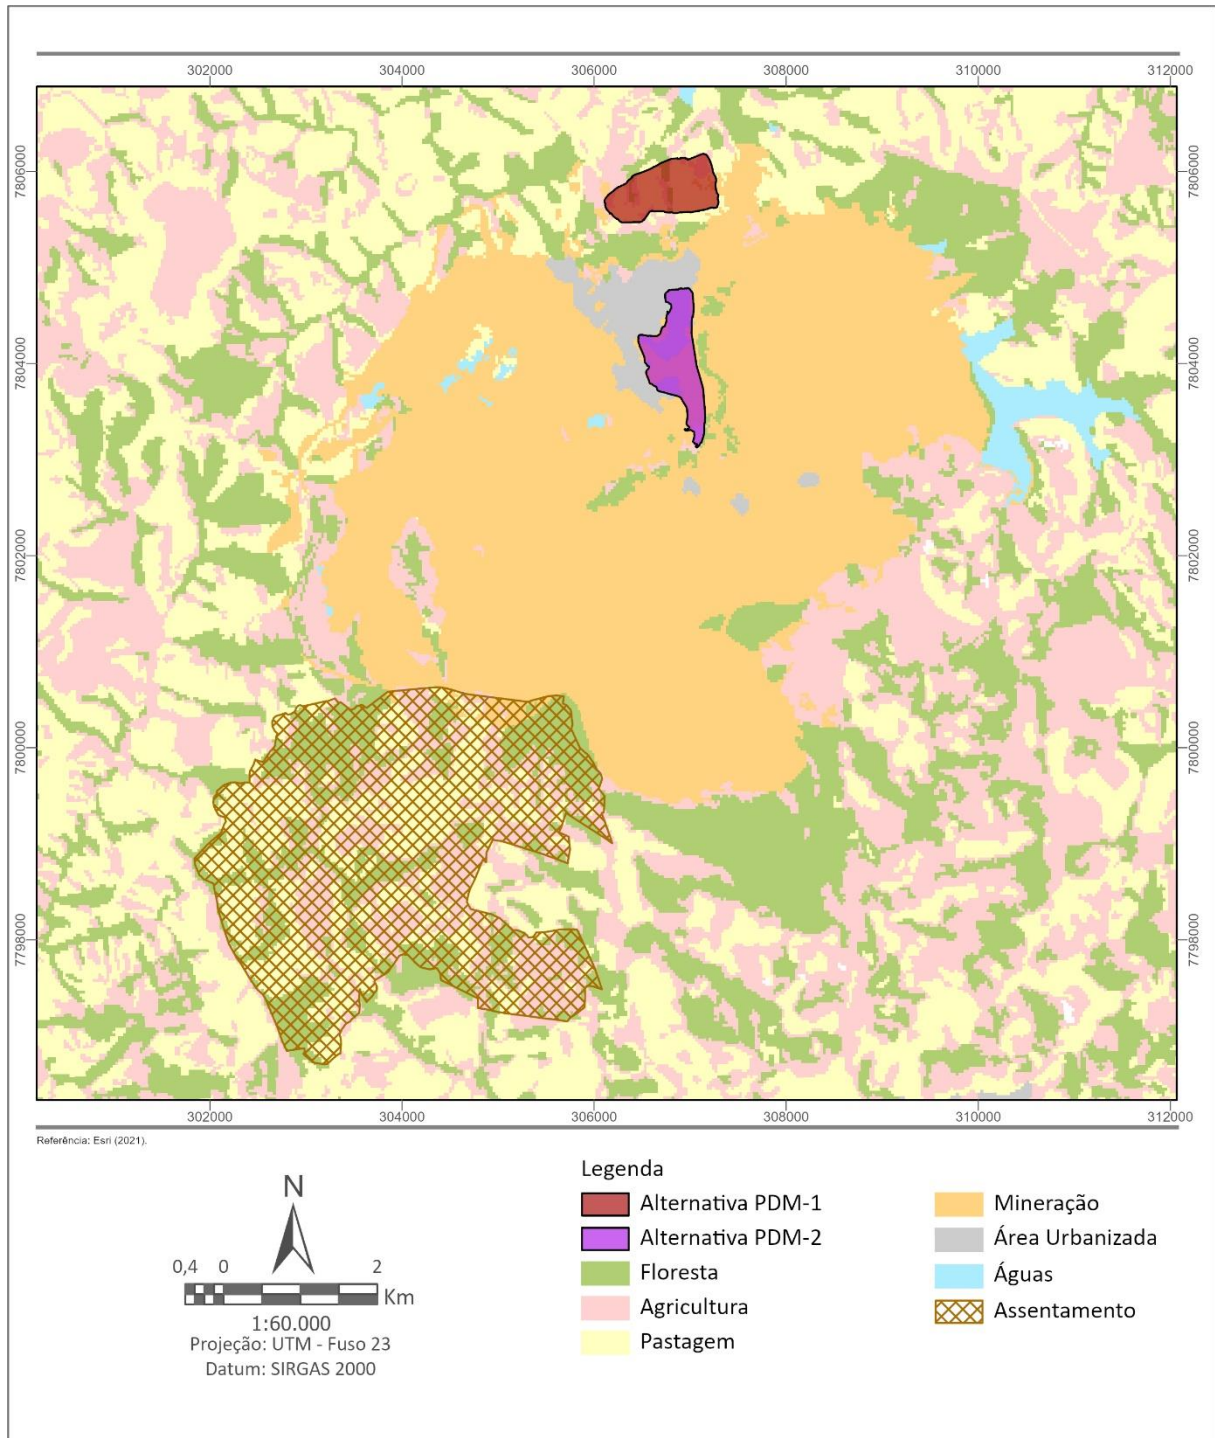 302000 304000 306000 308000 310000 312000
7806000 7806000
7804000 7804000
7802000 7802000
7800000 7800000
7798000 7798000
302000 304000 306000 308000 310000 312000
Referência: Esri (2021).
N
0,4 0 2
Km
1:60.000
Projeção: UTM - Fuso 23
Datum: SIRGAS 2000
Legenda
Alternativa PDM-1
Alternativa PDM-2
Floresta
Agricultura
Pastagem
Mineração
Área Urbanizada
Águas
Assentamento